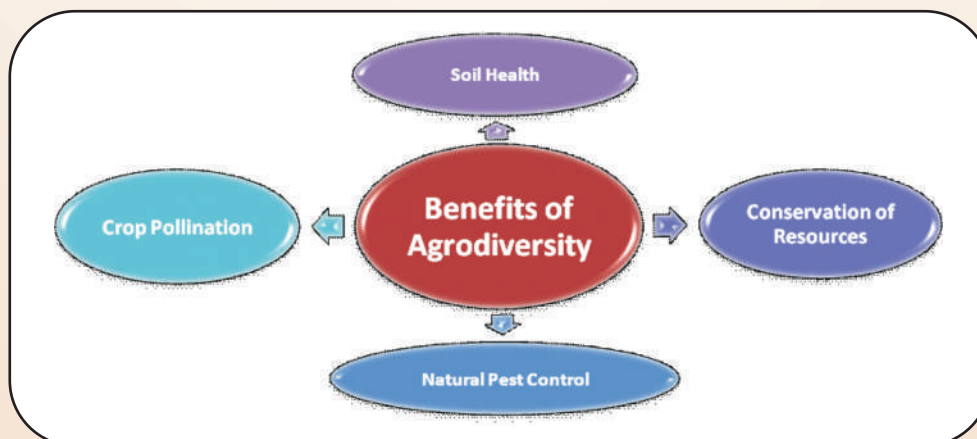 Soil Health
Crop Pollination
Benefits of
Agrodiversity
Conservation of
Resources
Natural Pest Control